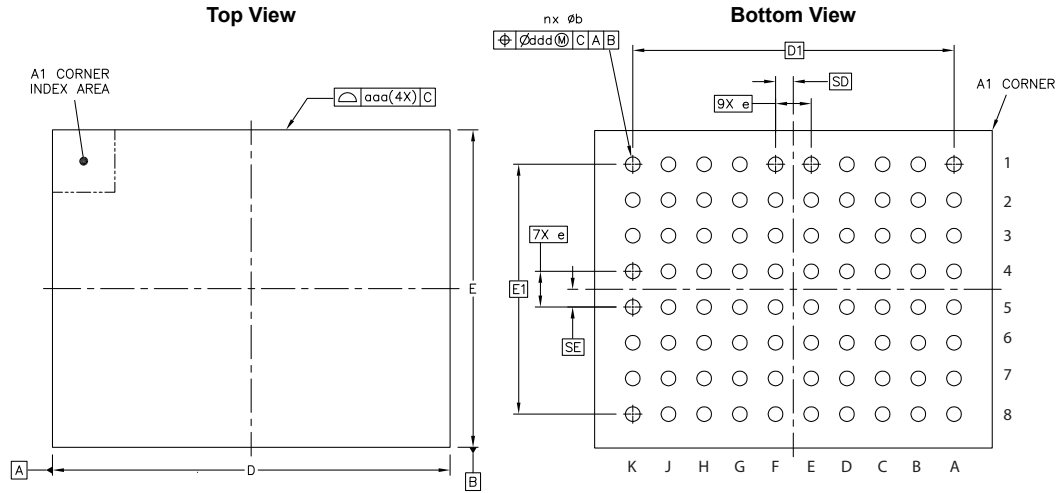 Top View
A1 CORNER
INDEX AREA
aaa(4X) C
E
D
A
B
Bottom View
nx øb
⌖ Øddd Ⓜ C A B
D1
SD
9X e
A1 CORNER
7X e
E1
SE
1
2
3
4
5
6
7
8
K J H G F E D C B A